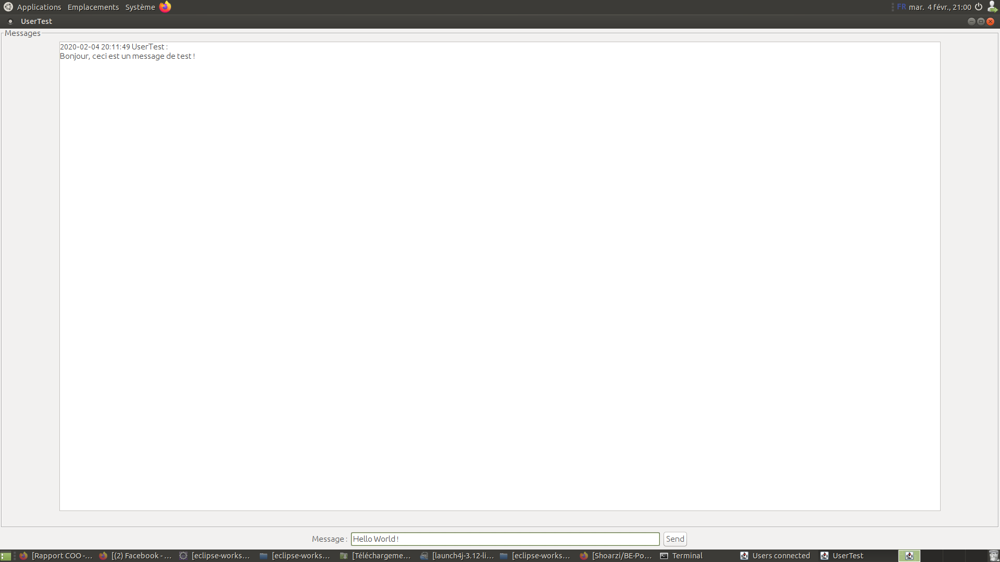 Applications Emplacements Système FR mar. 4 févr., 21:00
UserTest
Messages
2020-02-04 20:11:49 UserTest :
Bonjour, ceci est un message de test !
Message : Hello World ! Send
[Rapport COO -... [(2) Facebook - ... [eclipse-works... [eclipse-works... [Téléchargeme... [launch4j-3.12-li... [eclipse-works... [Shoarzi/BE-Po... Terminal Users connected UserTest